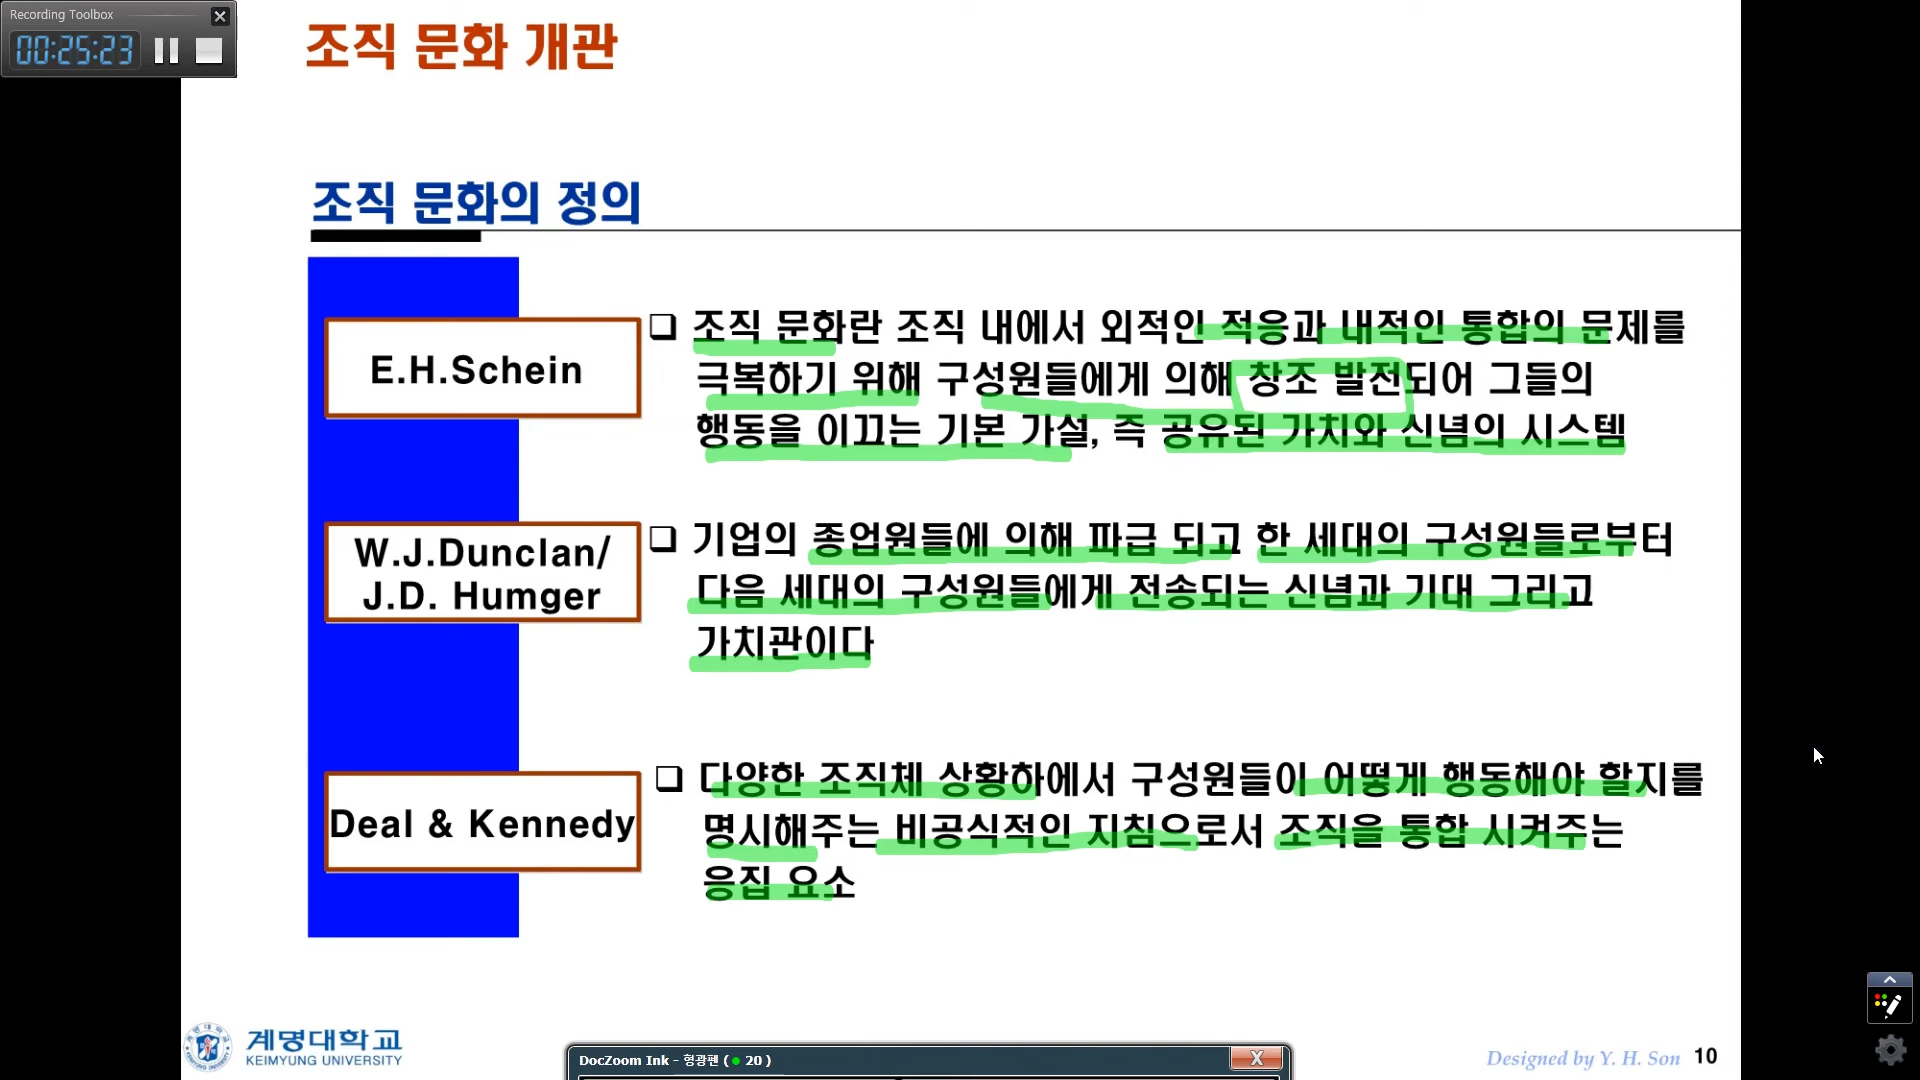 Recording Toolbox
00:25:23
조직 문화 개관
조직 문화의 정의
E.H.Schein
❑ 조직 문화란 조직 내에서 외적인 적응과 내적인 통합의 문제를
극복하기 위해 구성원들에게 의해 창조 발전되어 그들의
행동을 이끄는 기본 가설, 즉 공유된 가치와 신념의 시스템
W.J.Dunclan/
J.D. Humger
❑ 기업의 종업원들에 의해 파급 되고 한 세대의 구성원들로부터
다음 세대의 구성원들에게 전송되는 신념과 기대 그리고
가치관이다
Deal & Kennedy
❑ 다양한 조직체 상황하에서 구성원들이 어떻게 행동해야 할지를
명시해주는 비공식적인 지침으로서 조직을 통합 시켜주는
응집 요소
계명대학교
KEIMYUNG UNIVERSITY
DocZoom Ink - 형광펜 ( 20 )
Designed by Y. H. Son 10